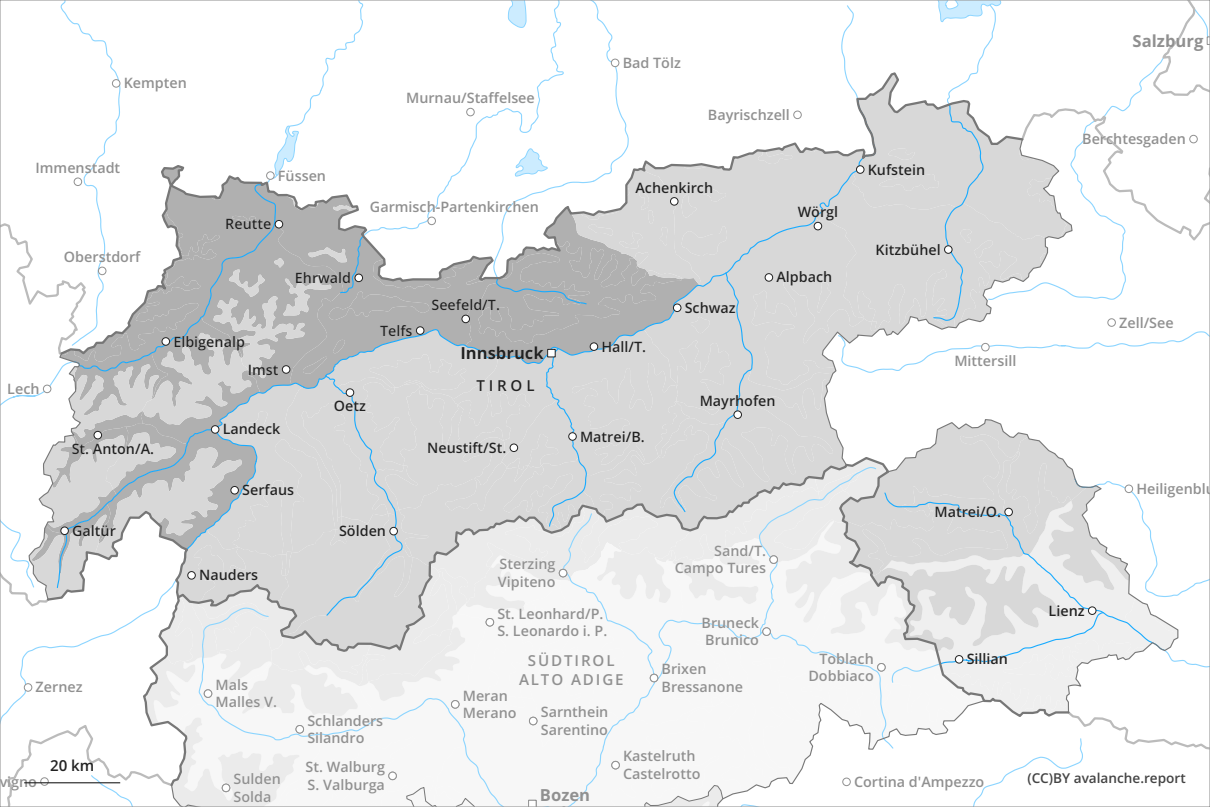 Salzburg
Bad Tölz
Kempten
Murnau/Staffelsee
Bayrischzell
Berchtesgaden
Immenstadt
Füssen
Kufstein
Achenkirch
Garmisch-Partenkirchen
Wörgl
Reutte
Kitzbühel
Oberstdorf
Ehrwald
Alpbach
Seefeld/T.
Schwaz
Zell/See
Telfs
Elbigenalp
Innsbruck
Hall/T.
Mittersill
Imst
TIROL
Lech
Oetz
Mayrhofen
Landeck
Matrei/B.
St. Anton/A.
Neustift/St.
Serfaus
Heiligenblu
Matrei/O.
Galtür
Sölden
Sand/T.
Campo Tures
Sterzing
Vipiteno
Nauders
Lienz
St. Leonhard/P.
S. Leonardo i. P.
Bruneck
Brunico
SÜDTIROL
ALTO ADIGE
Toblach
Dobbiaco
Sillian
Brixen
Bressanone
Zernez
Mals
Malles V.
Meran
Merano
Sarnthein
Sarentino
Schlanders
Silandro
Kastelruth
Castelrotto
St. Walburg
S. Valburga
20 km
vigno
Sulden
Solda
Cortina d'Ampezzo
(CC)BY avalanche.report
Bozen